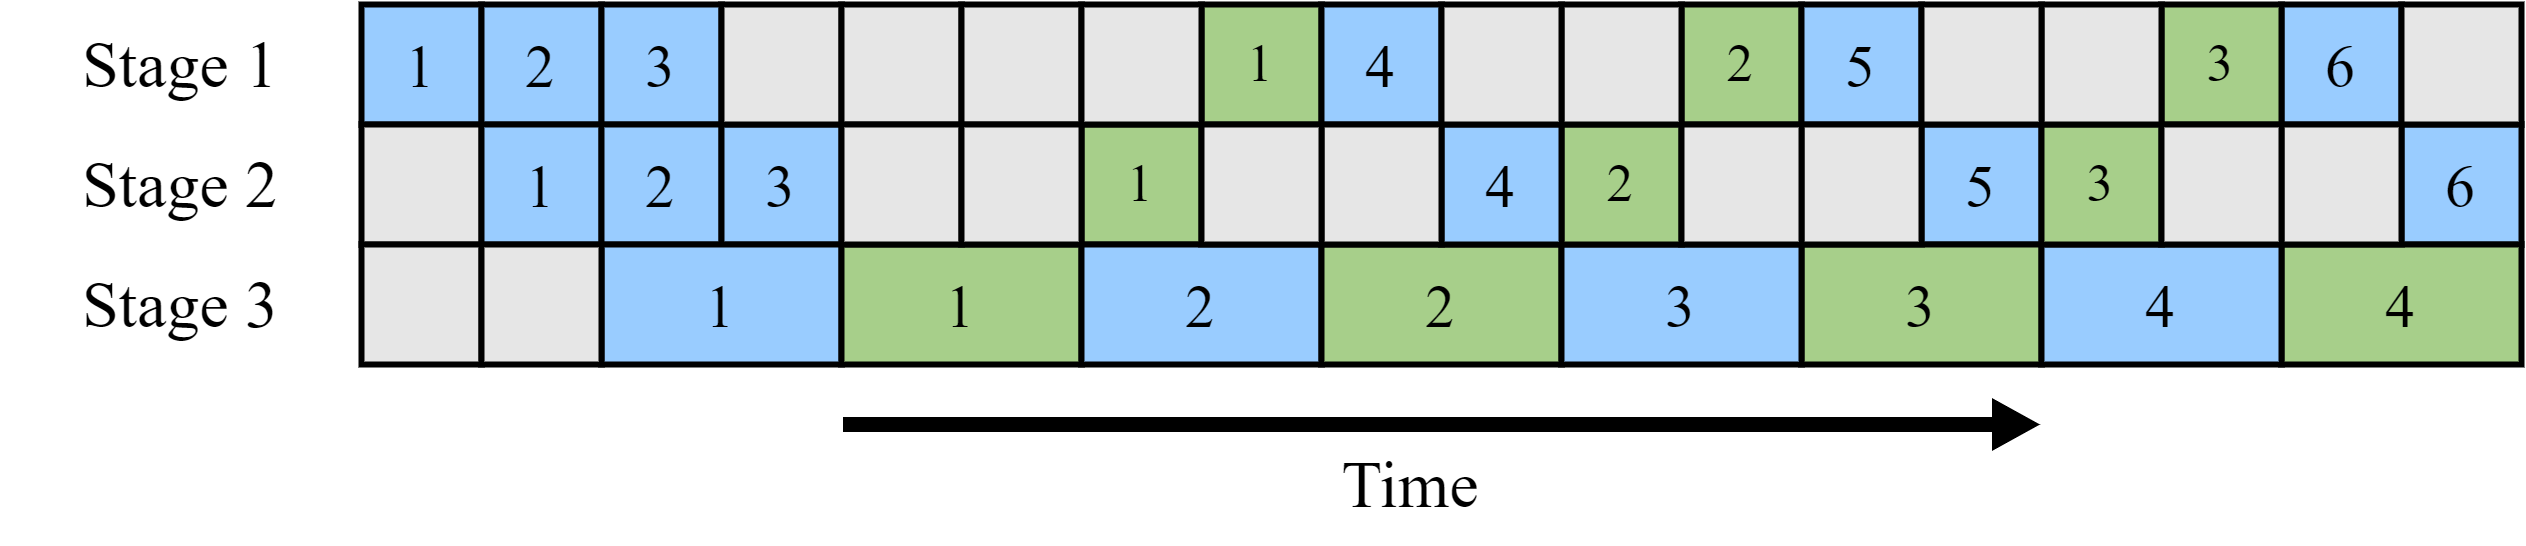 Stage 1 1 2 3 1 4 2 5 3 6
Stage 2 1 2 3 1 4 2 5 3 6
Stage 3 1 1 2 2 3 3 4 4
Time